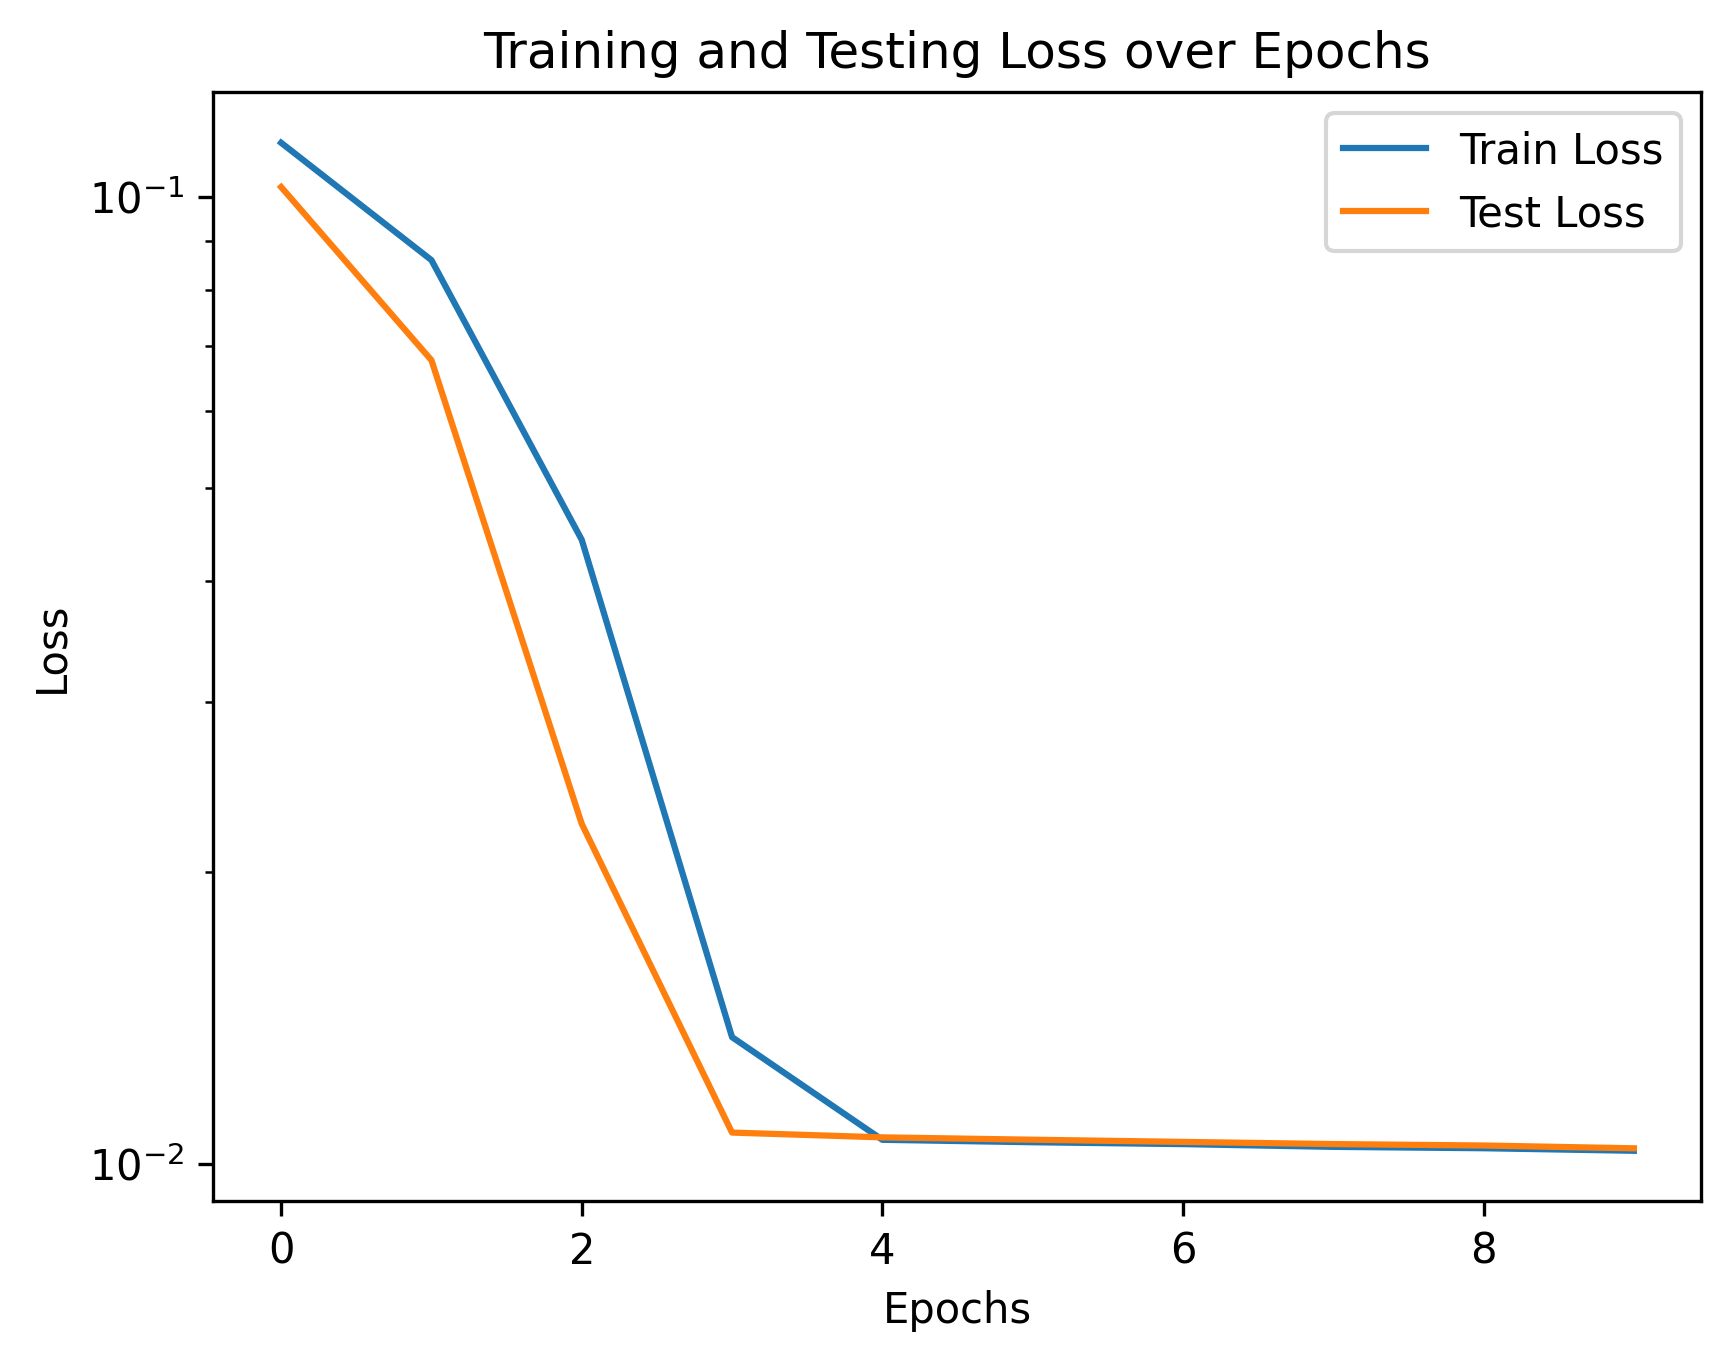 Training and Testing Loss over Epochs
Train Loss
Test Loss
10⁻¹
10⁻²
Loss
0 2 4 6 8
Epochs